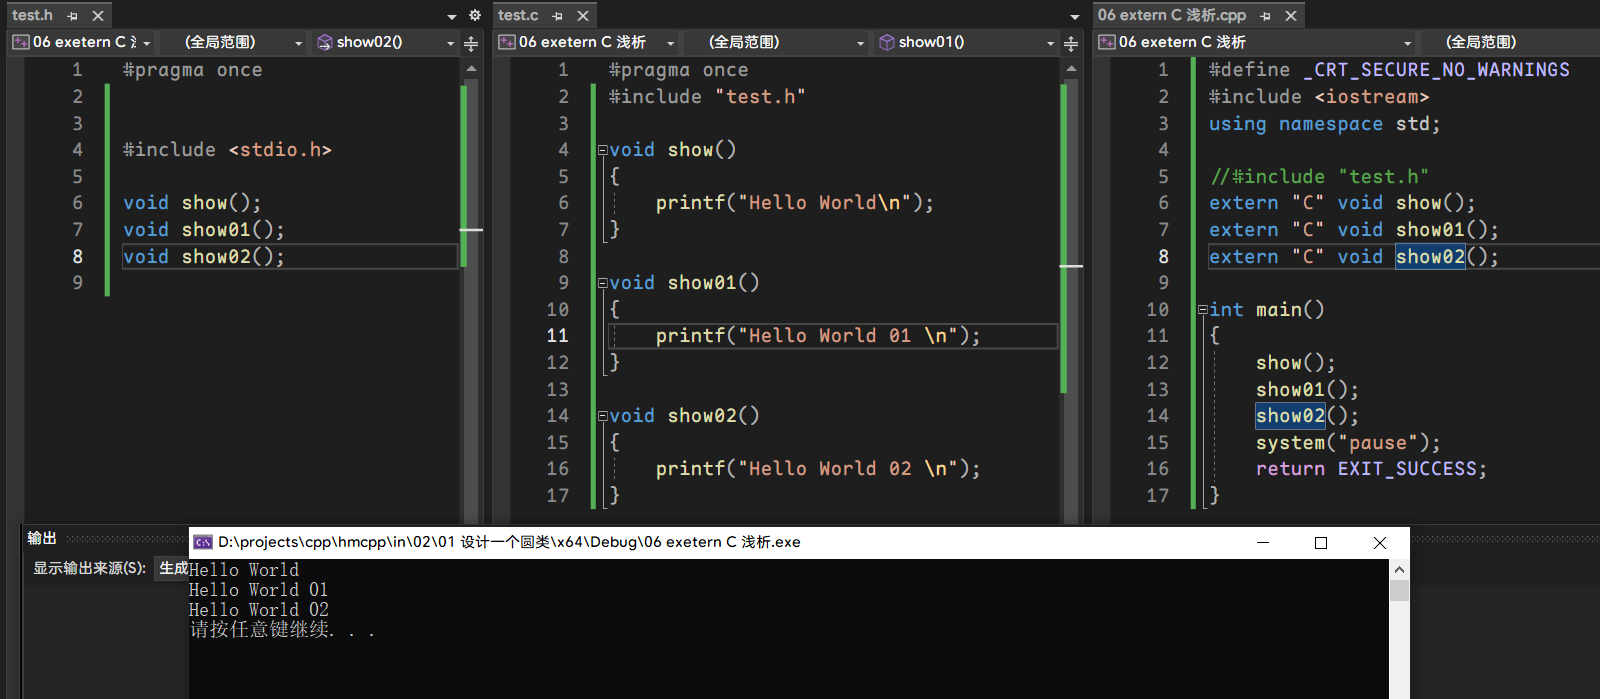 test.h
06 exetern C
(全局范围)
show02()
1 #pragma once
2
3
4 #include <stdio.h>
5
6 void show();
7 void show01();
8 void show02();
9
test.c
06 exetern C 浅析
(全局范围)
show01()
1 #pragma once
2 #include "test.h"
3
4 void show()
5 {
6 printf("Hello World\n");
7 }
8
9 void show01()
10 {
11 printf("Hello World 01 \n");
12 }
13
14 void show02()
15 {
16 printf("Hello World 02 \n");
17 }
06 extern C 浅析.cpp
06 exetern C 浅析
(全局范围)
1 #define _CRT_SECURE_NO_WARNINGS
2 #include <iostream>
3 using namespace std;
4
5 //#include "test.h"
6 extern "C" void show();
7 extern "C" void show01();
8 extern "C" void show02();
9
10 int main()
11 {
12 show();
13 show01();
14 show02();
15 system("pause");
16 return EXIT_SUCCESS;
17 }
输出
显示输出来源(S): 生成
D:\projects\cpp\hmcpp\in\02\01 设计一个圆类\x64\Debug\06 exetern C 浅析.exe
Hello World
Hello World 01
Hello World 02
请按任意键继续. . .